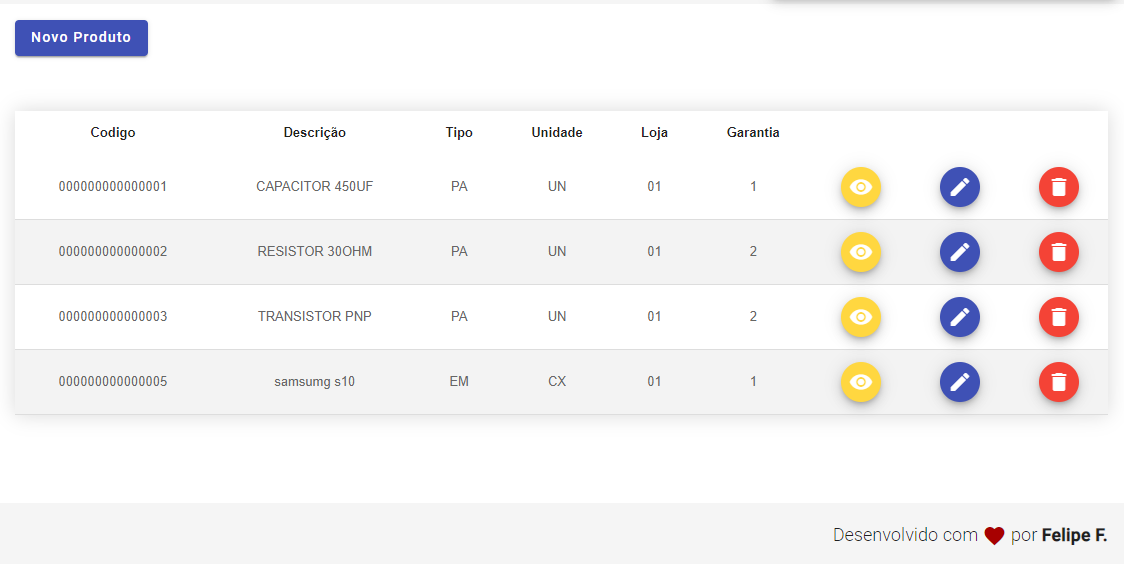 Novo Produto
Codigo Descrição Tipo Unidade Loja Garantia
000000000000001 CAPACITOR 450UF PA UN 01 1
000000000000002 RESISTOR 30OHM PA UN 01 2
000000000000003 TRANSISTOR PNP PA UN 01 2
000000000000005 samsumg s10 EM CX 01 1
Desenvolvido com por Felipe F.